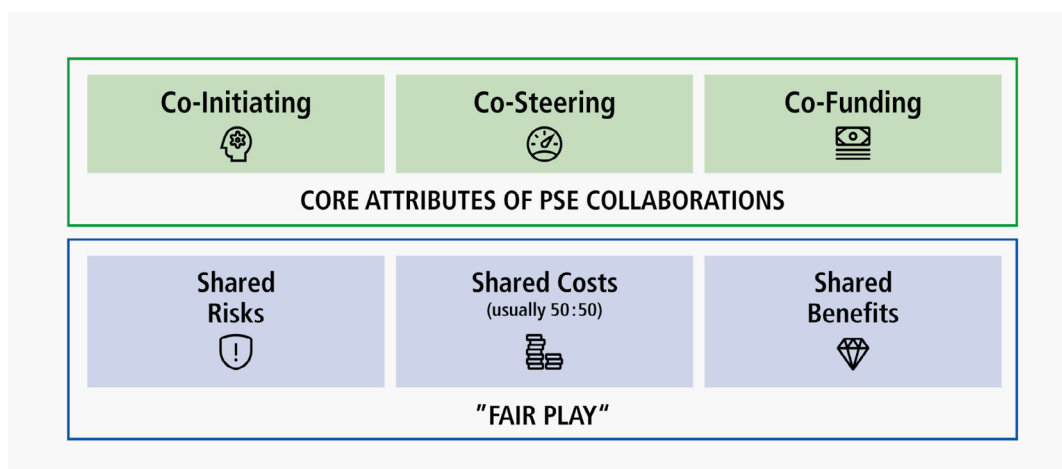 Co-Initiating
Co-Steering
Co-Funding
CORE ATTRIBUTES OF PSE COLLABORATIONS
Shared
Risks
Shared Costs
(usually 50:50)
Shared
Benefits
”FAIR PLAY“